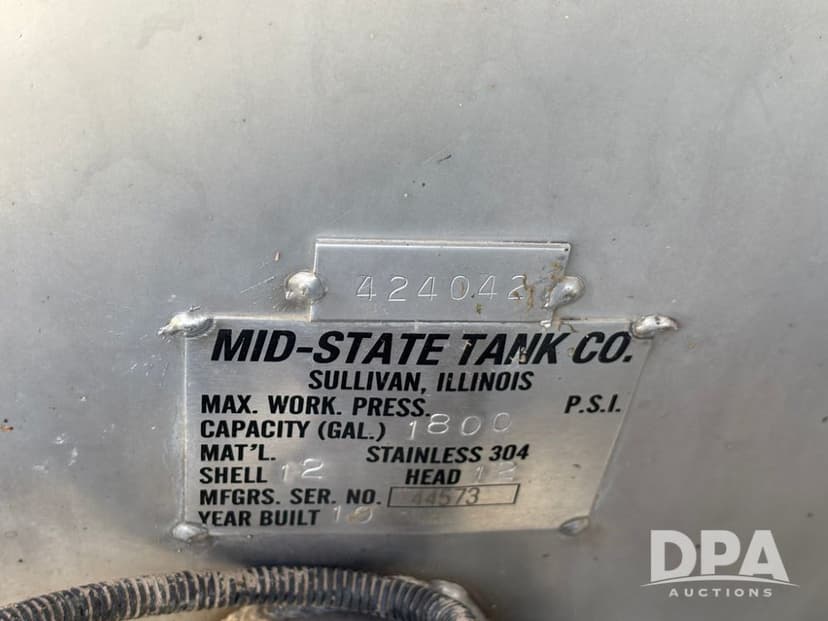 424042
MID-STATE TANK CO.
SULLIVAN, ILLINOIS
MAX. WORK. PRESS. P.S.I.
CAPACITY (GAL.) 1800
MAT'L. STAINLESS 304
SHELL 12 HEAD 12
MFGRS. SER. NO. 44573
YEAR BUILT
DPA
AUCTIONS